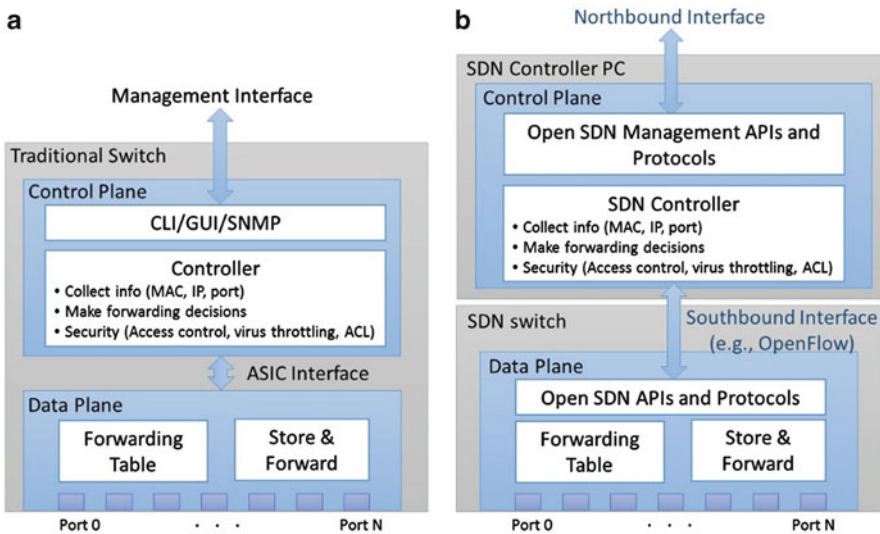 a
Management Interface
Traditional Switch
Control Plane
CLI/GUI/SNMP
Controller
• Collect info (MAC, IP, port)
• Make forwarding decisions
• Security (Access control, virus throttling, ACL)
ASIC Interface
Data Plane
Forwarding
Table
Store &
Forward
Port 0
. . .
Port N
b
Northbound Interface
SDN Controller PC
Control Plane
Open SDN Management APIs and
Protocols
SDN Controller
• Collect info (MAC, IP, port)
• Make forwarding decisions
• Security (Access control, virus throttling, ACL)
SDN switch
Southbound Interface
(e.g., OpenFlow)
Data Plane
Open SDN APIs and Protocols
Forwarding
Table
Store &
Forward
Port 0
. . .
Port N